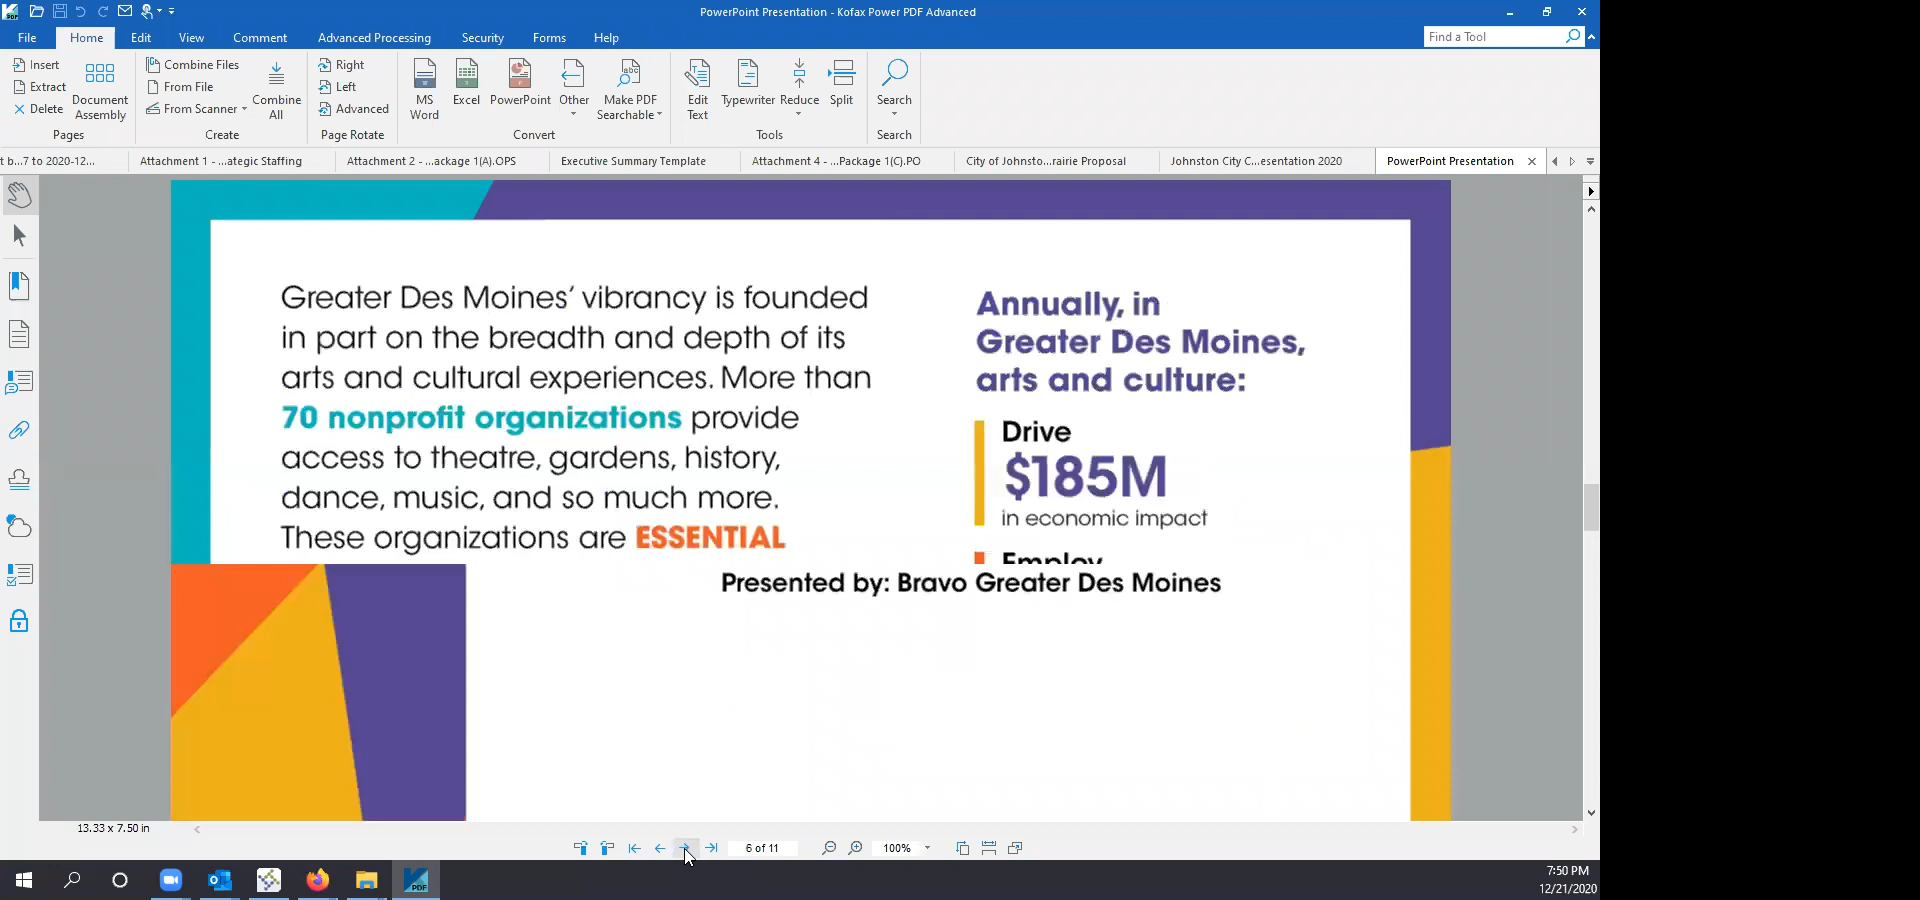 PowerPoint Presentation - Kofax Power PDF Advanced
File Home Edit View Comment Advanced Processing Security Forms Help
Find a Tool
Insert
Extract
Delete
Document Assembly
Pages
Combine Files
From File
From Scanner
Combine All
Create
Right
Left
Advanced
Page Rotate
MS Word
Excel
PowerPoint
Other
Make PDF Searchable
Convert
Edit Text
Typewriter
Reduce
Split
Tools
Search
Search
t b...7 to 2020-12... Attachment 1 - ...ategic Staffing Attachment 2 - ...ackage 1(A).OPS Executive Summary Template Attachment 4 - ...Package 1(C).PO City of Johnsto...rairie Proposal Johnston City C...esentation 2020 PowerPoint Presentation
Greater Des Moines' vibrancy is founded
in part on the breadth and depth of its
arts and cultural experiences. More than
70 nonprofit organizations provide
access to theatre, gardens, history,
dance, music, and so much more.
These organizations are ESSENTIAL
Annually, in
Greater Des Moines,
arts and culture:
Drive
$185M
in economic impact
Employ
Presented by: Bravo Greater Des Moines
13.33 x 7.50 in
6 of 11
100%
7:50 PM
12/21/2020